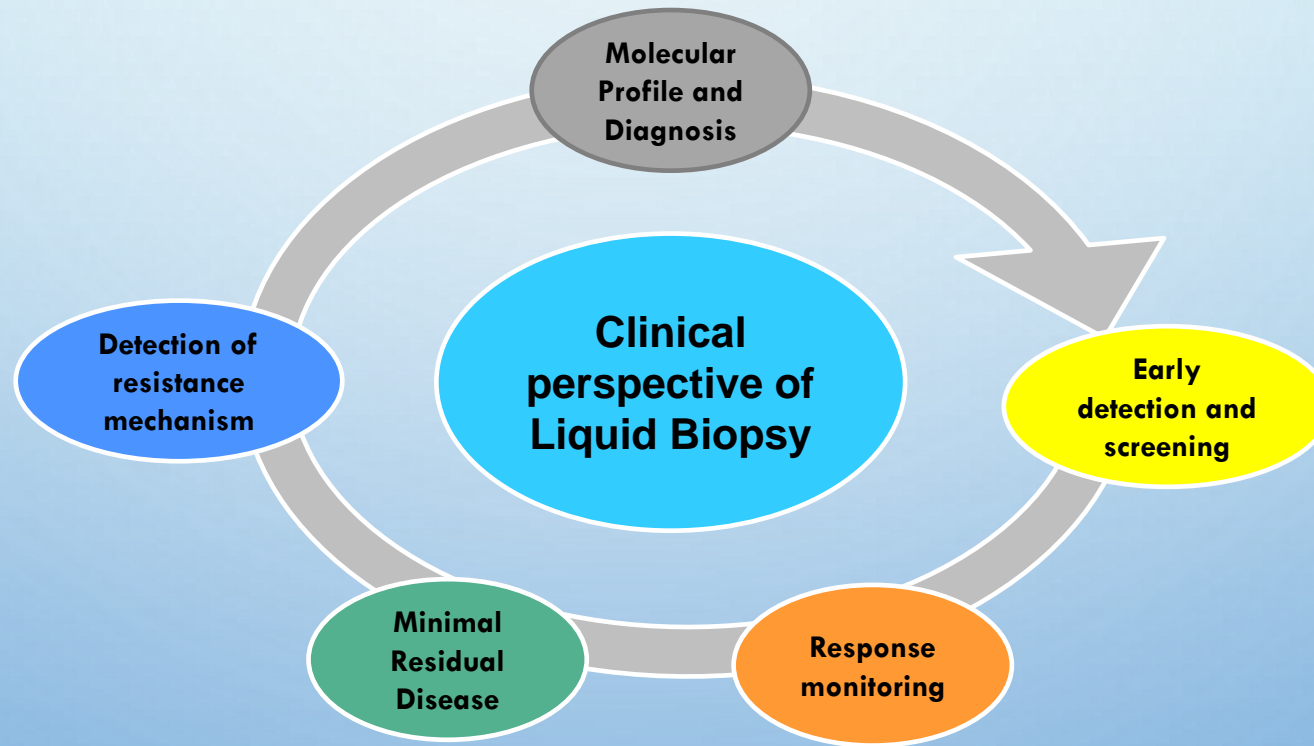 Molecular
Profile and
Diagnosis
Clinical
perspective of
Liquid Biopsy
Detection of
resistance
mechanism
Early
detection and
screening
Minimal
Residual
Disease
Response
monitoring